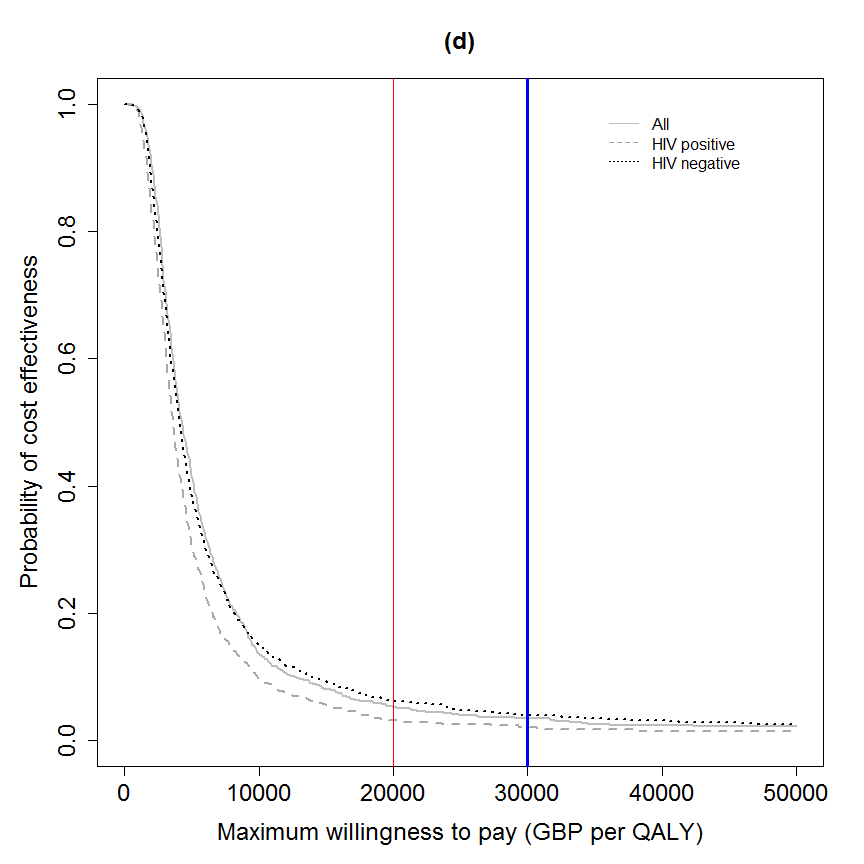 (d)
All
HIV positive
HIV negative
Probability of cost effectiveness
1.0
0.8
0.6
0.4
0.2
0.0
0 10000 20000 30000 40000 50000
Maximum willingness to pay (GBP per QALY)